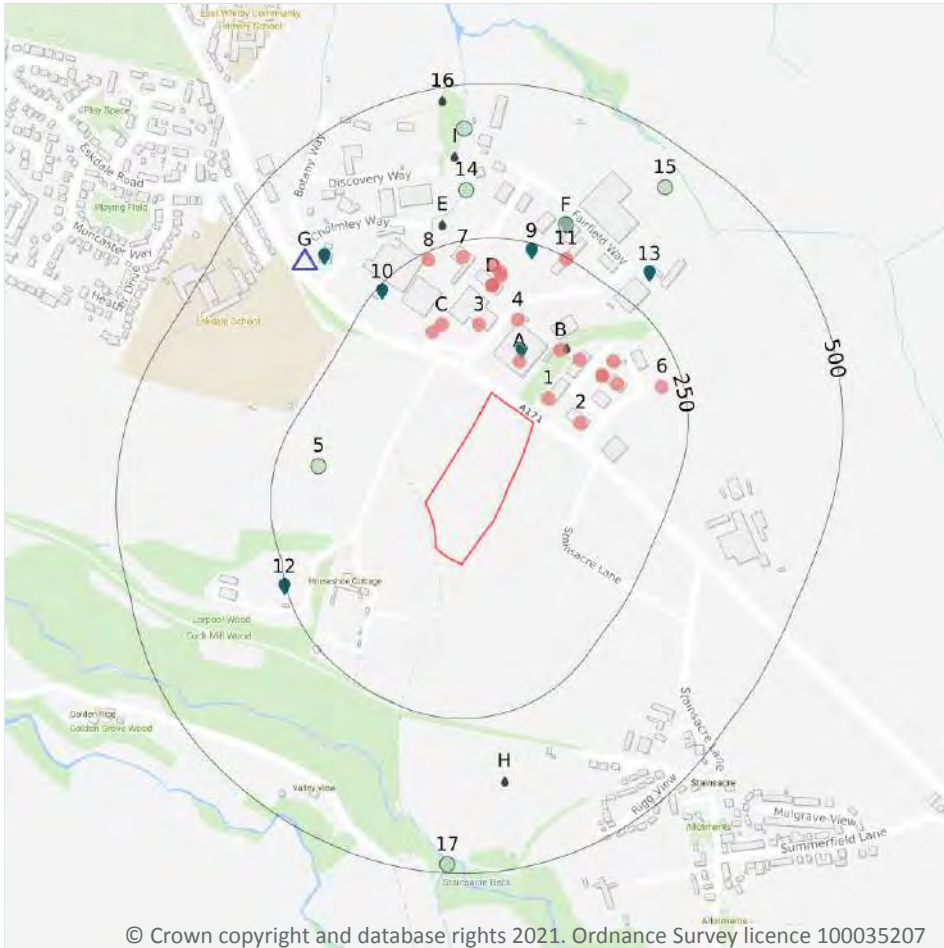 East Whitby Community
Primary School
16
Play Space
Eskdale Road
Botany Way
I
Discovery Way
14
15
Playing Field
E
F
Cholmley Way
Fairfield Way
Muncaster Way
G
8
7
9
11
13
D
10
Heath
Drive
Eskdale School
C
3
4
A
B
500
1
6
250
2
A171
5
Stainsacre Lane
12
Horseshoe Cottage
Larpool Wood
Cock Mill Wood
Golden Rigg
Golden Grove Wood
Stainsacre Lane
H
Valley View
Rigg View
Stainsacre
Mulgrave View
Allotments
Summerfield Lane
17
Stainsacre Beck
Allotments
© Crown copyright and database rights 2021. Ordnance Survey licence 100035207